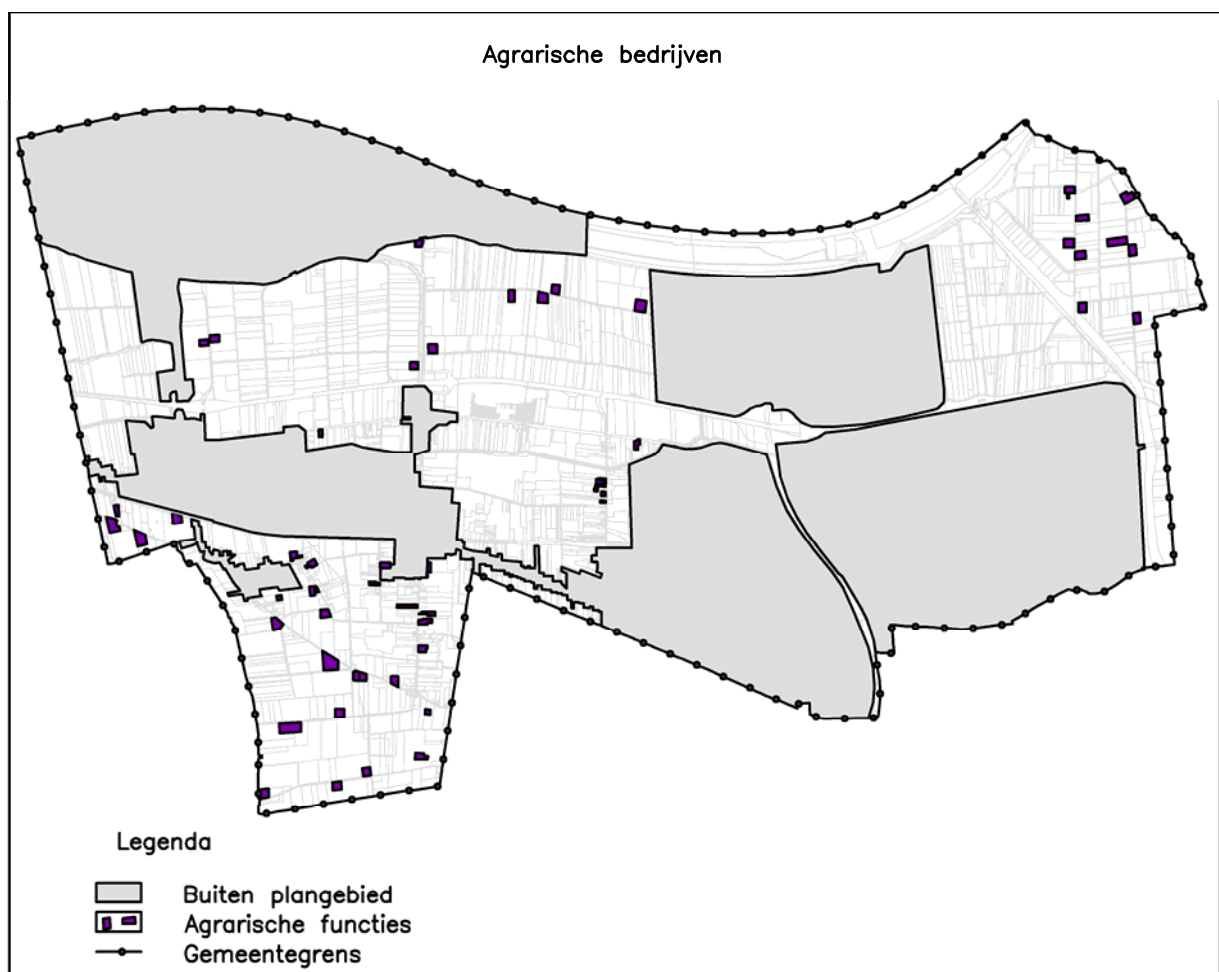 Agrarische bedrijven
Legenda
Buiten plangebied
Agrarische functies
Gemeentegrens